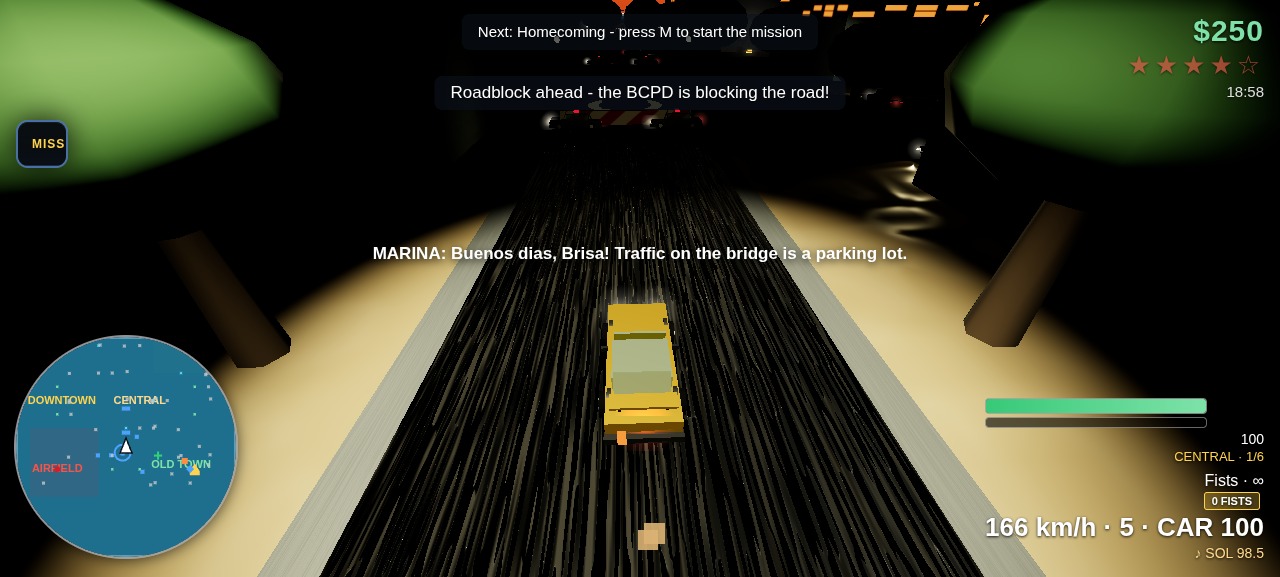 Next: Homecoming - press M to start the mission
$250
★★★★☆
Roadblock ahead - the BCPD is blocking the road!
18:58
MISS
MARINA: Buenos dias, Brisa! Traffic on the bridge is a parking lot.
DOWNTOWN
CENTRAL
AIRFIELD
OLD TOWN
100
CENTRAL · 1/6
Fists · ∞
0 FISTS
166 km/h · 5 · CAR 100
♪ SOL 98.5